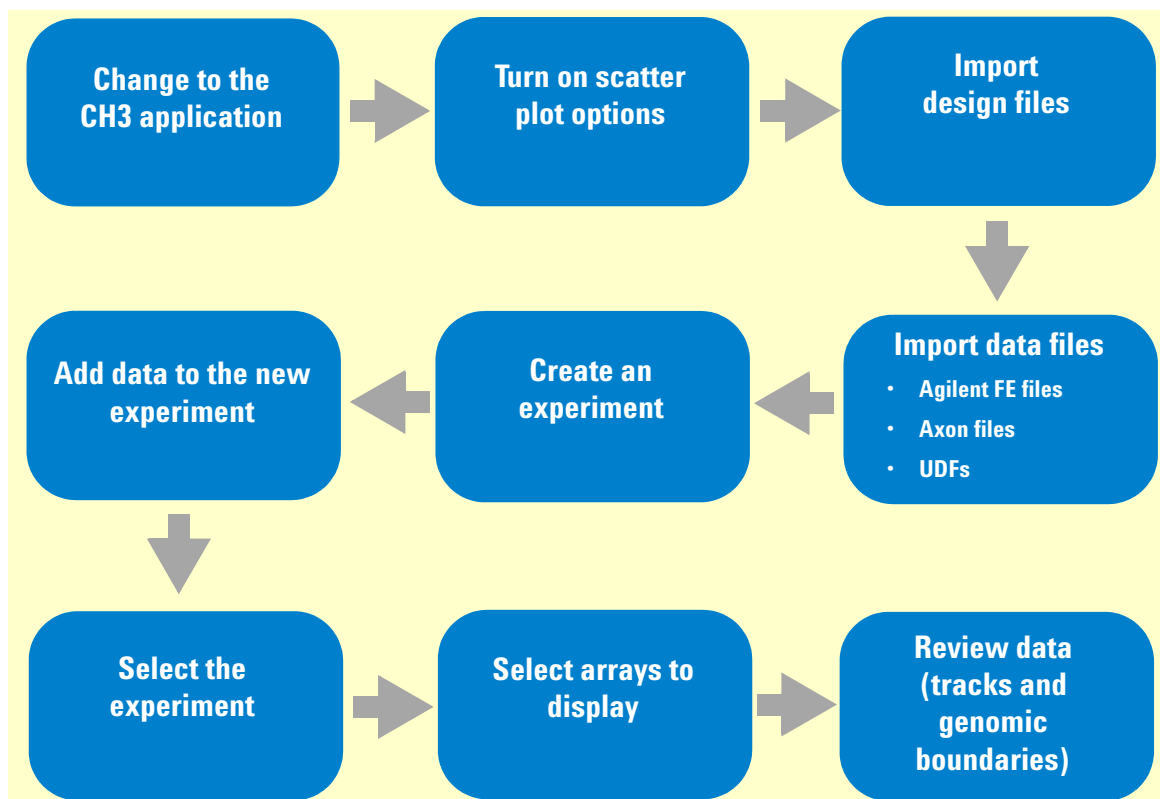 Change to the
CH3 application
Turn on scatter
plot options
Import
design files
Import data files
· Agilent FE files
· Axon files
· UDFs
Create an
experiment
Add data to the new
experiment
Select the
experiment
Select arrays to
display
Review data
(tracks and
genomic
boundaries)